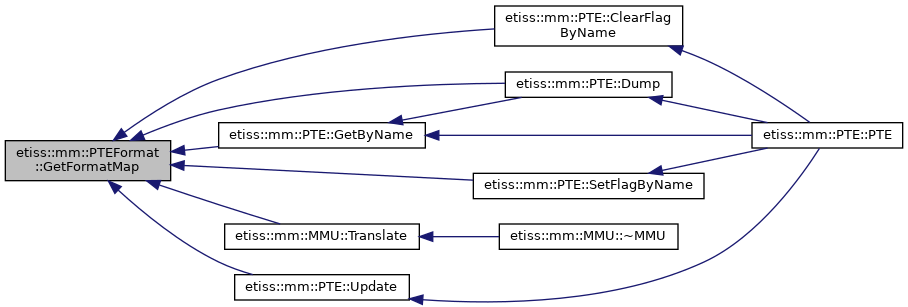 etiss::mm::PTEFormat
::GetFormatMap
etiss::mm::PTE::ClearFlag
ByName
etiss::mm::PTE::Dump
etiss::mm::PTE::GetByName
etiss::mm::PTE::PTE
etiss::mm::PTE::SetFlagByName
etiss::mm::MMU::Translate
etiss::mm::MMU::~MMU
etiss::mm::PTE::Update